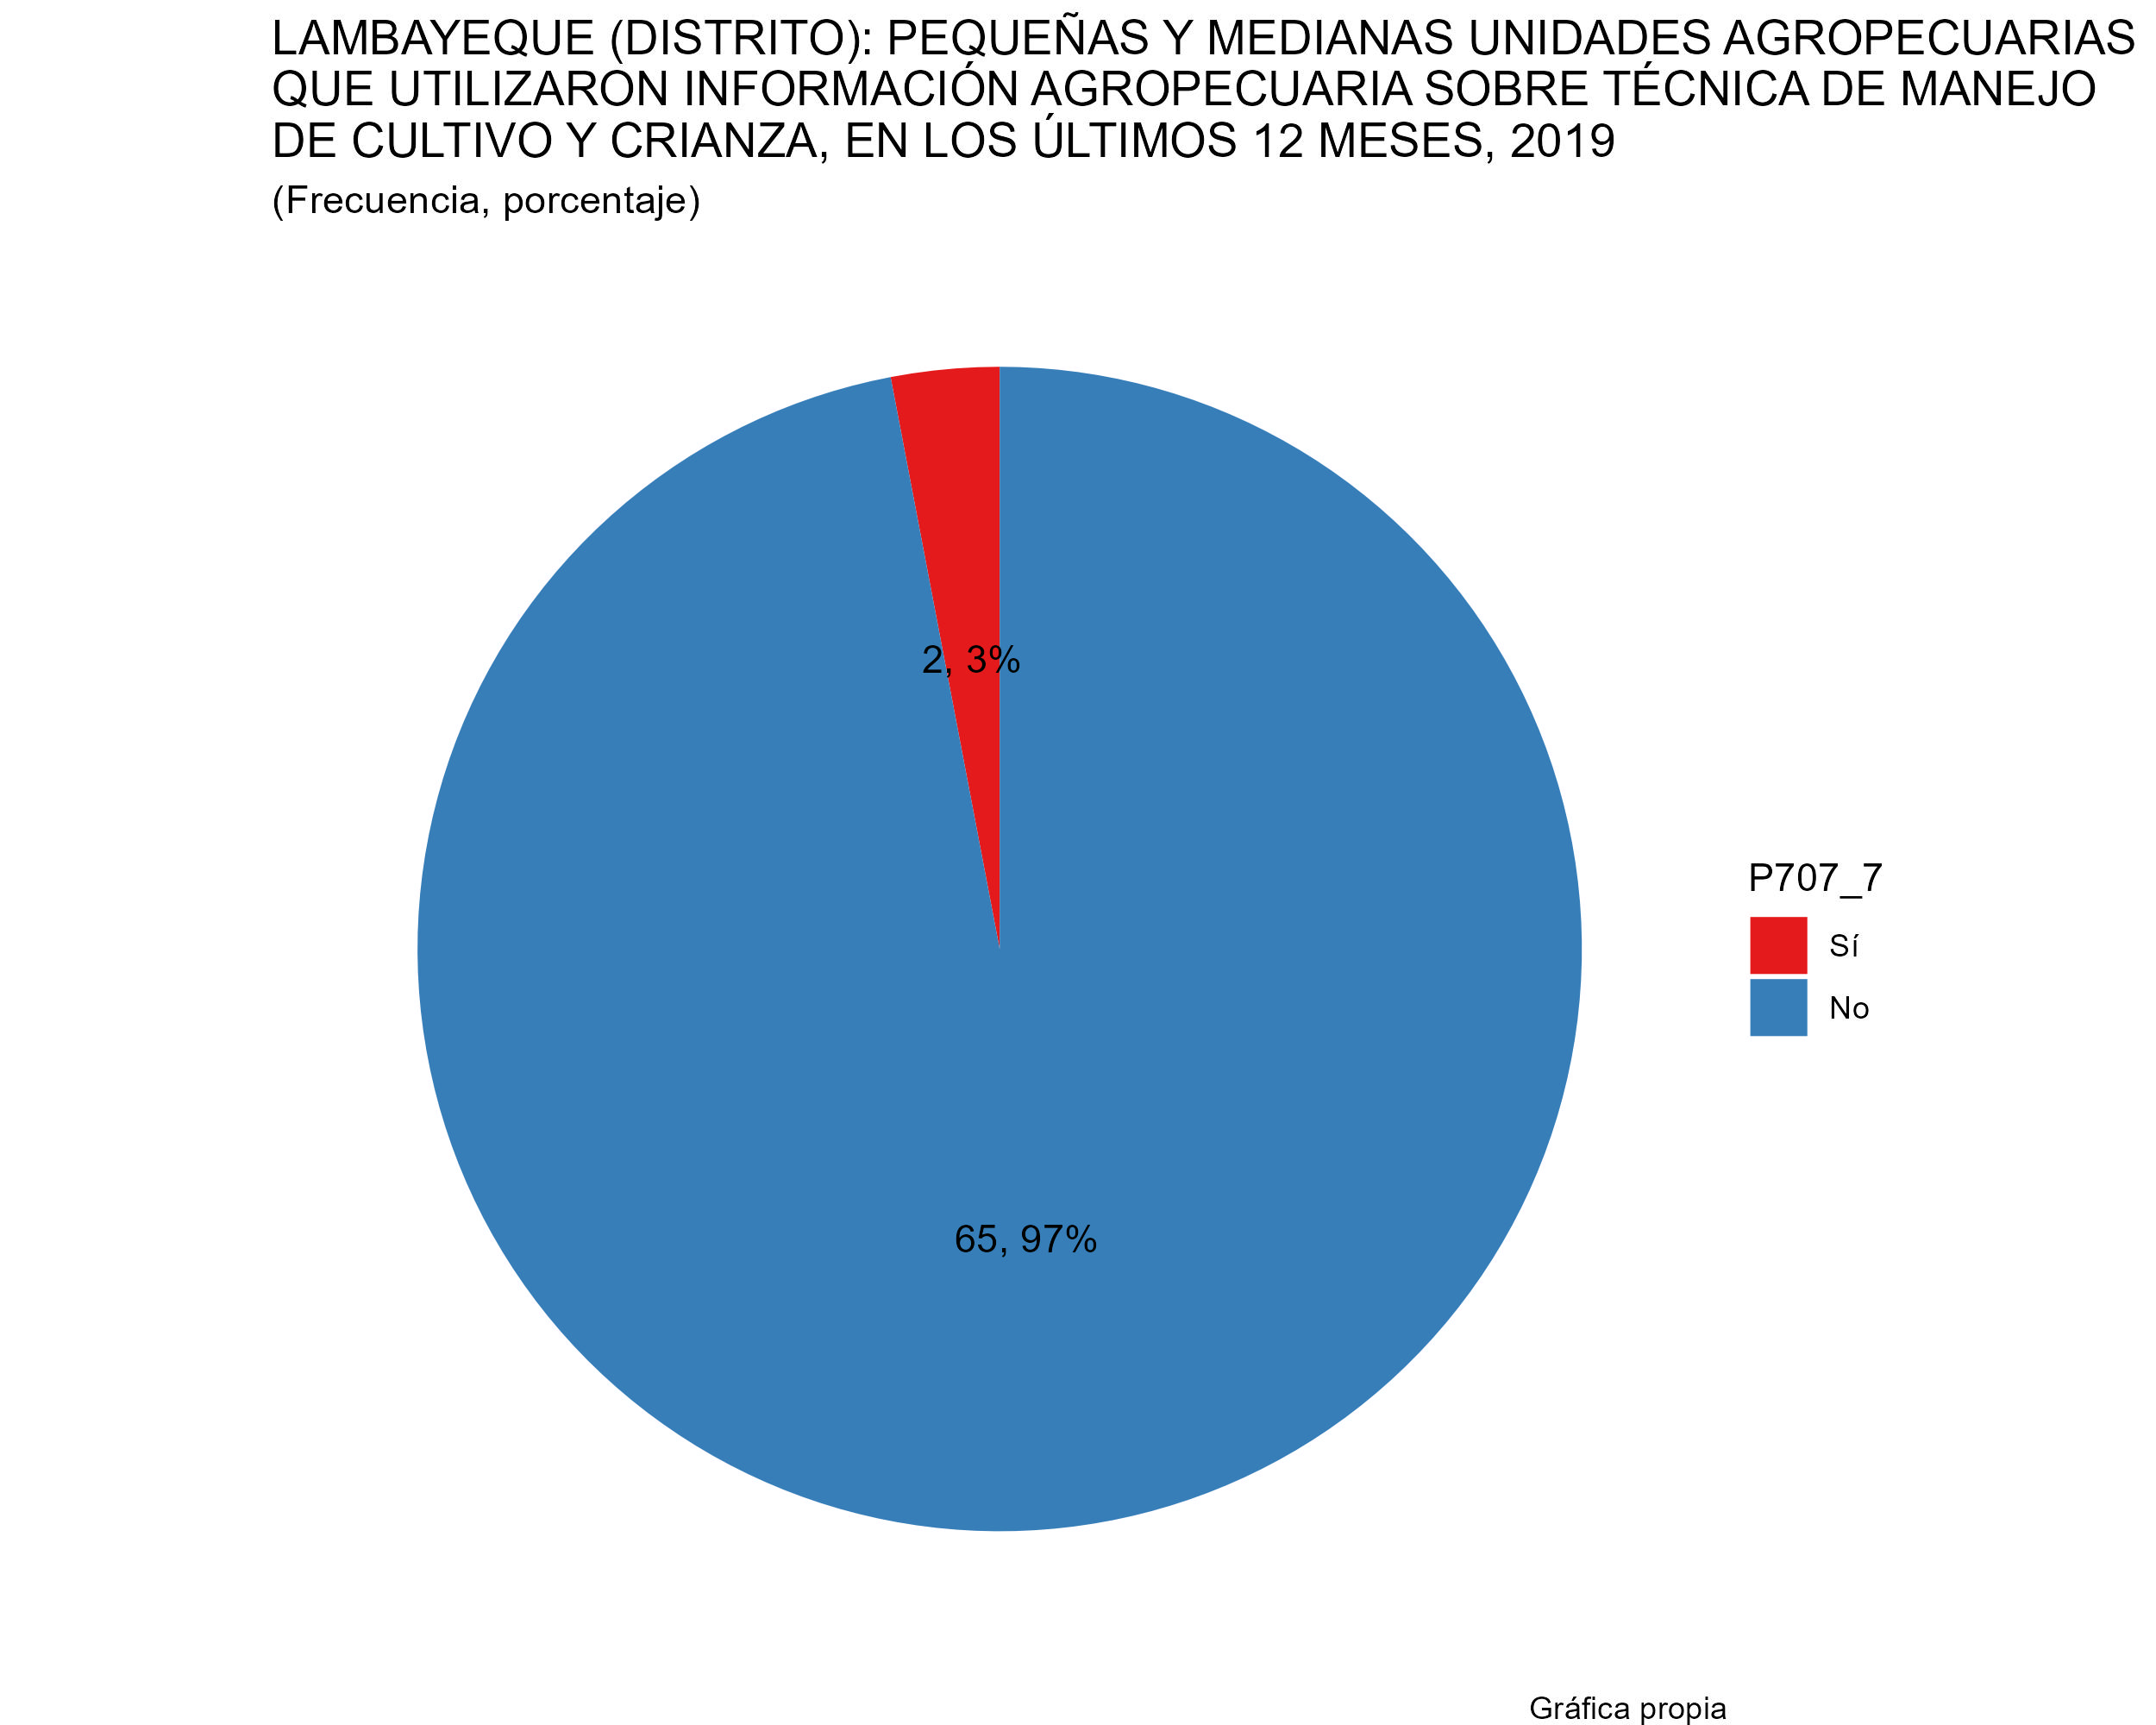 LAMBAYEQUE (DISTRITO): PEQUEÑAS Y MEDIANAS UNIDADES AGROPECUARIAS
QUE UTILIZARON INFORMACIÓN AGROPECUARIA SOBRE TÉCNICA DE MANEJO
DE CULTIVO Y CRIANZA, EN LOS ÚLTIMOS 12 MESES, 2019
(Frecuencia, porcentaje)
2, 3%
65, 97%
P707_7
Sí
No
Gráfica propia